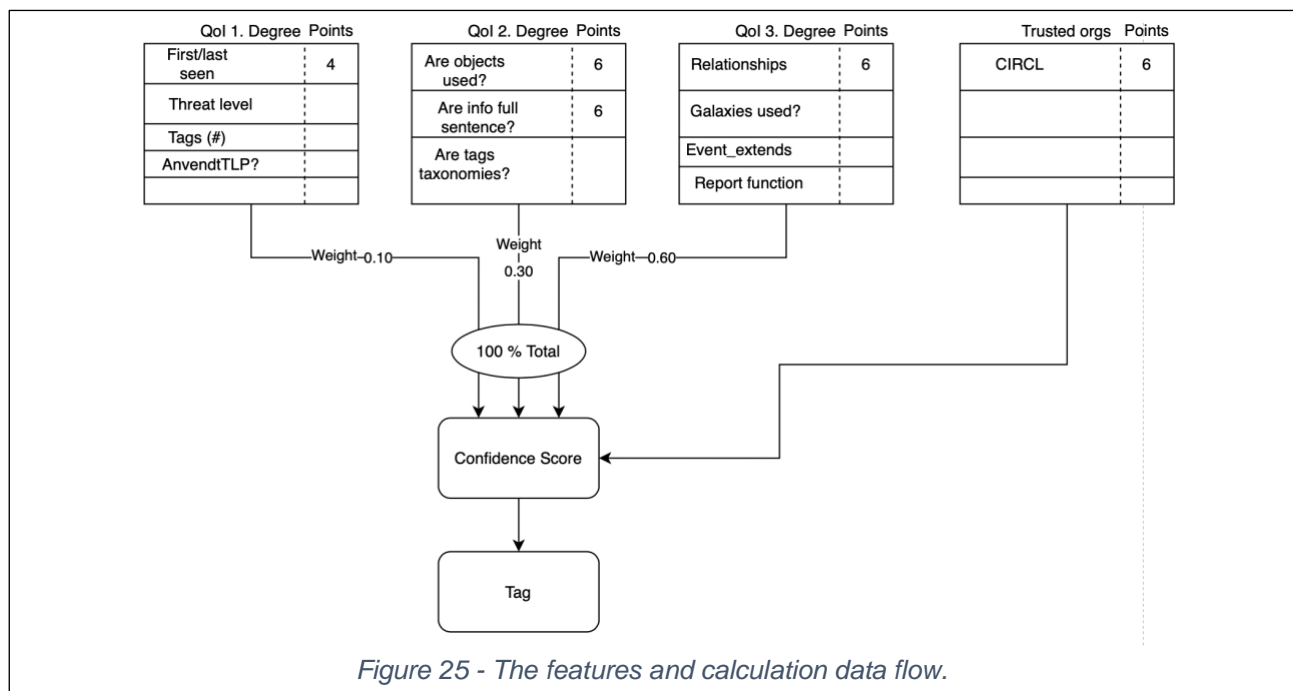 QoI 1. Degree Points
First/last
seen
4
Threat level
Tags (#)
AnvendtTLP?
QoI 2. Degree Points
Are objects
used?
6
Are info full
sentence?
6
Are tags
taxonomies?
QoI 3. Degree Points
Relationships
6
Galaxies used?
Event_extends
Report function
Trusted orgs Points
CIRCL
6
Weight-0.10
Weight
0.30
Weight-0.60
100 % Total
Confidence Score
Tag
Figure 25 - The features and calculation data flow.